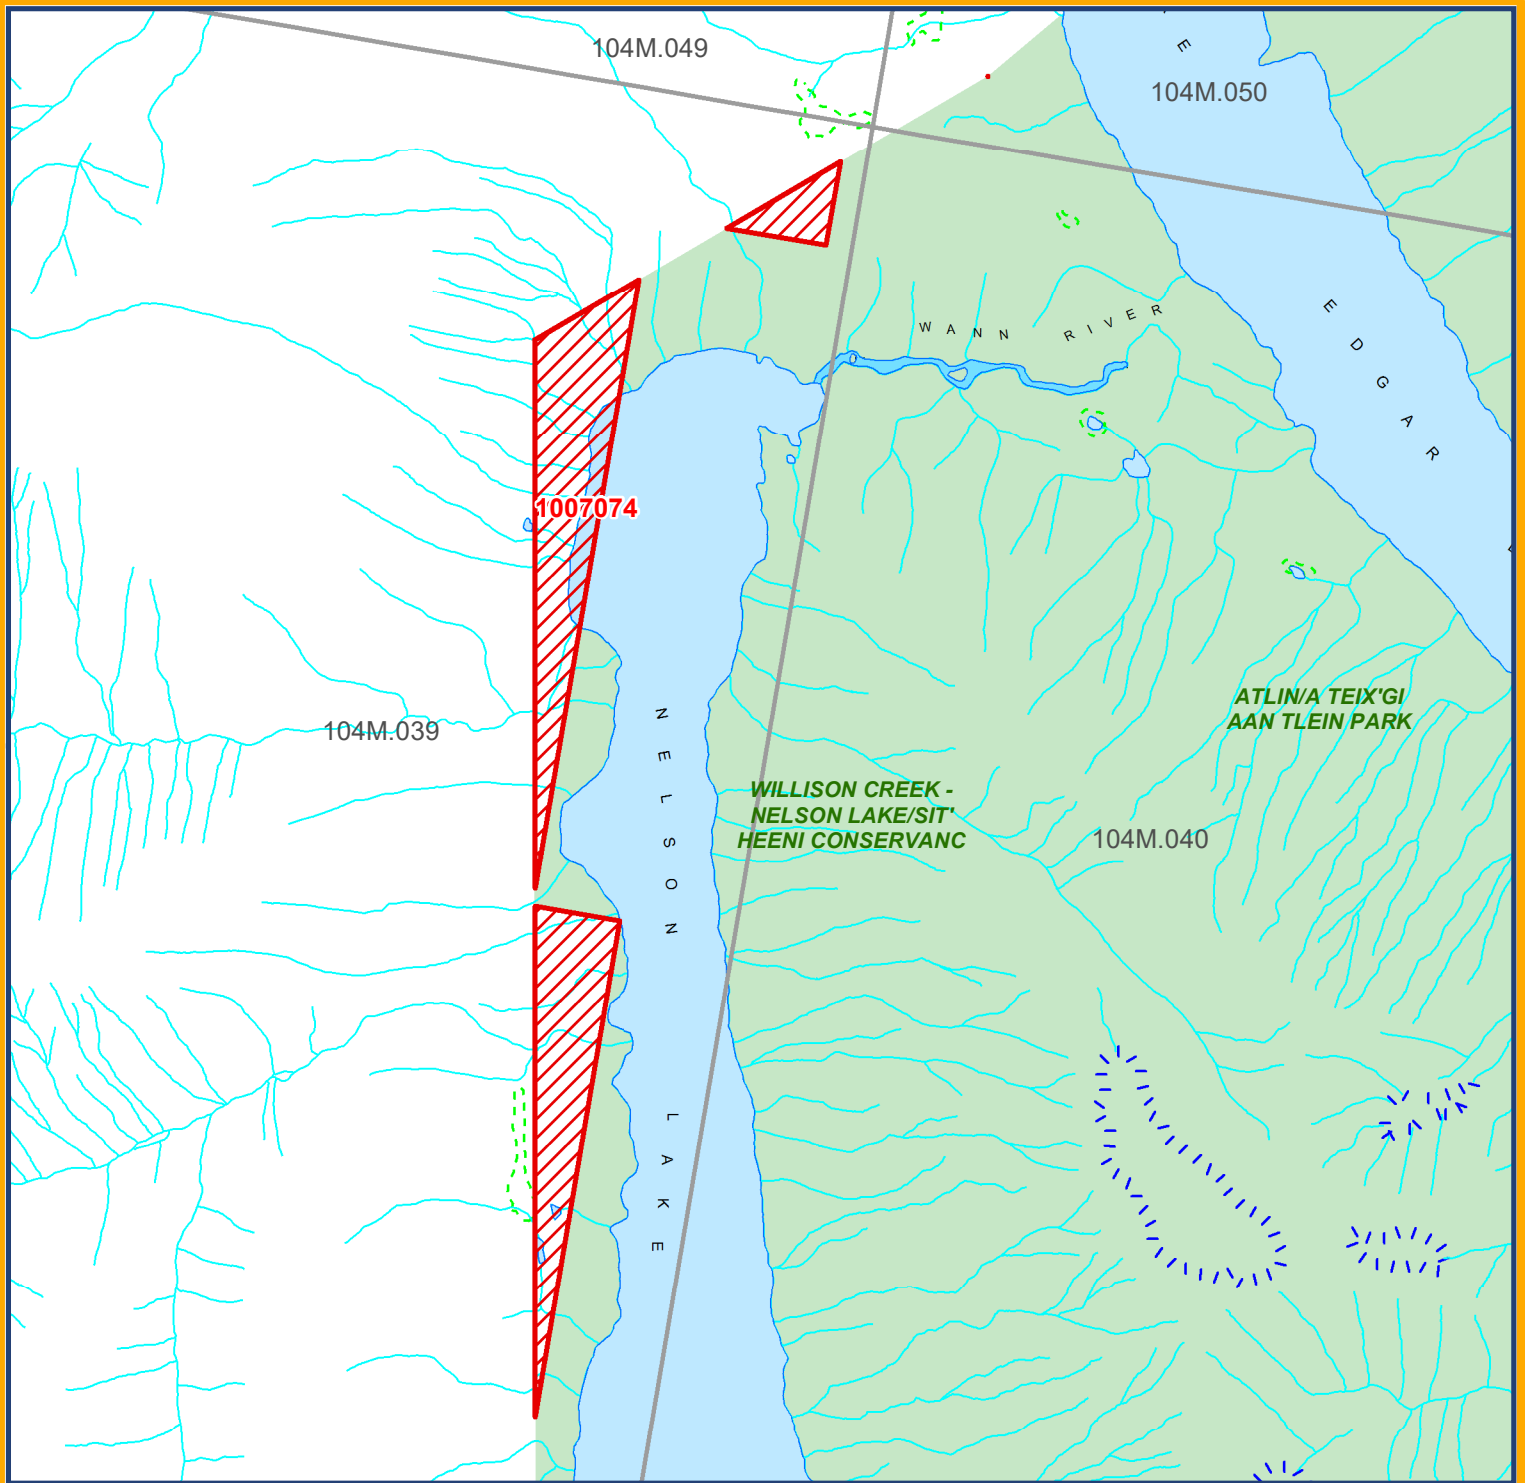 104M.049
E
104M.050
EDGAR
WANN RIVER
1007074
104M.039
NELSON LAKE
ATLIN/A TEIX'GI
AAN TLEIN PARK
WILLISON CREEK -
NELSON LAKE/SIT'
HEENI CONSERVANC
104M.040